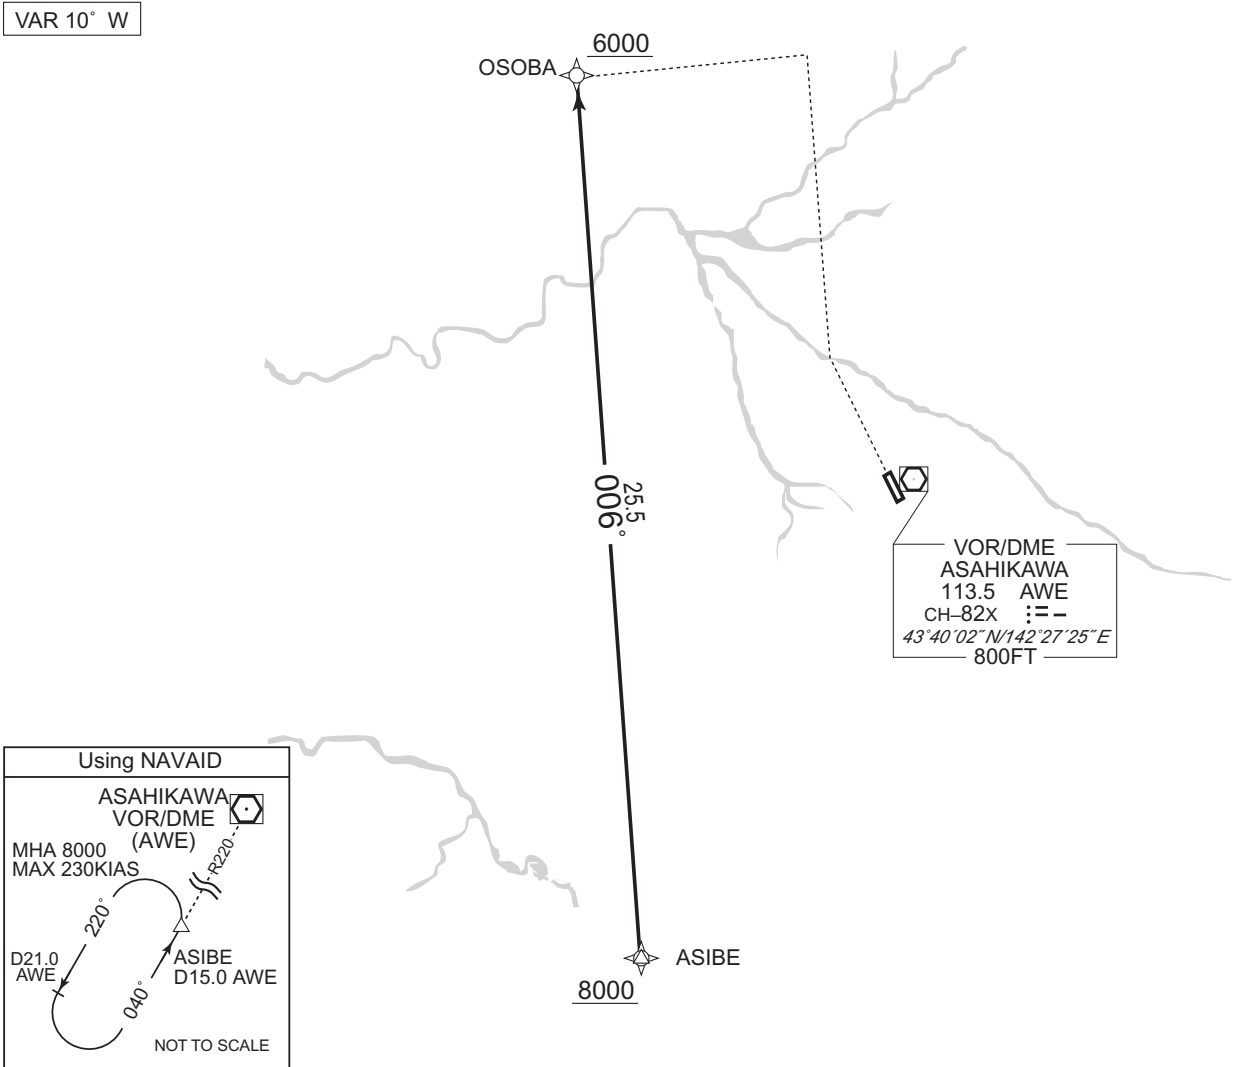 VAR 10° W
6000
OSOBA
25.5
006°
VOR/DME
ASAHIKAWA
113.5 AWE
CH–82X
43°40′02″N/142°27′25″E
800FT
ASIBE
8000
Using NAVAID
ASAHIKAWA
VOR/DME
(AWE)
MHA 8000
MAX 230KIAS
R220
220°
D21.0
AWE
040°
ASIBE
D15.0 AWE
NOT TO SCALE